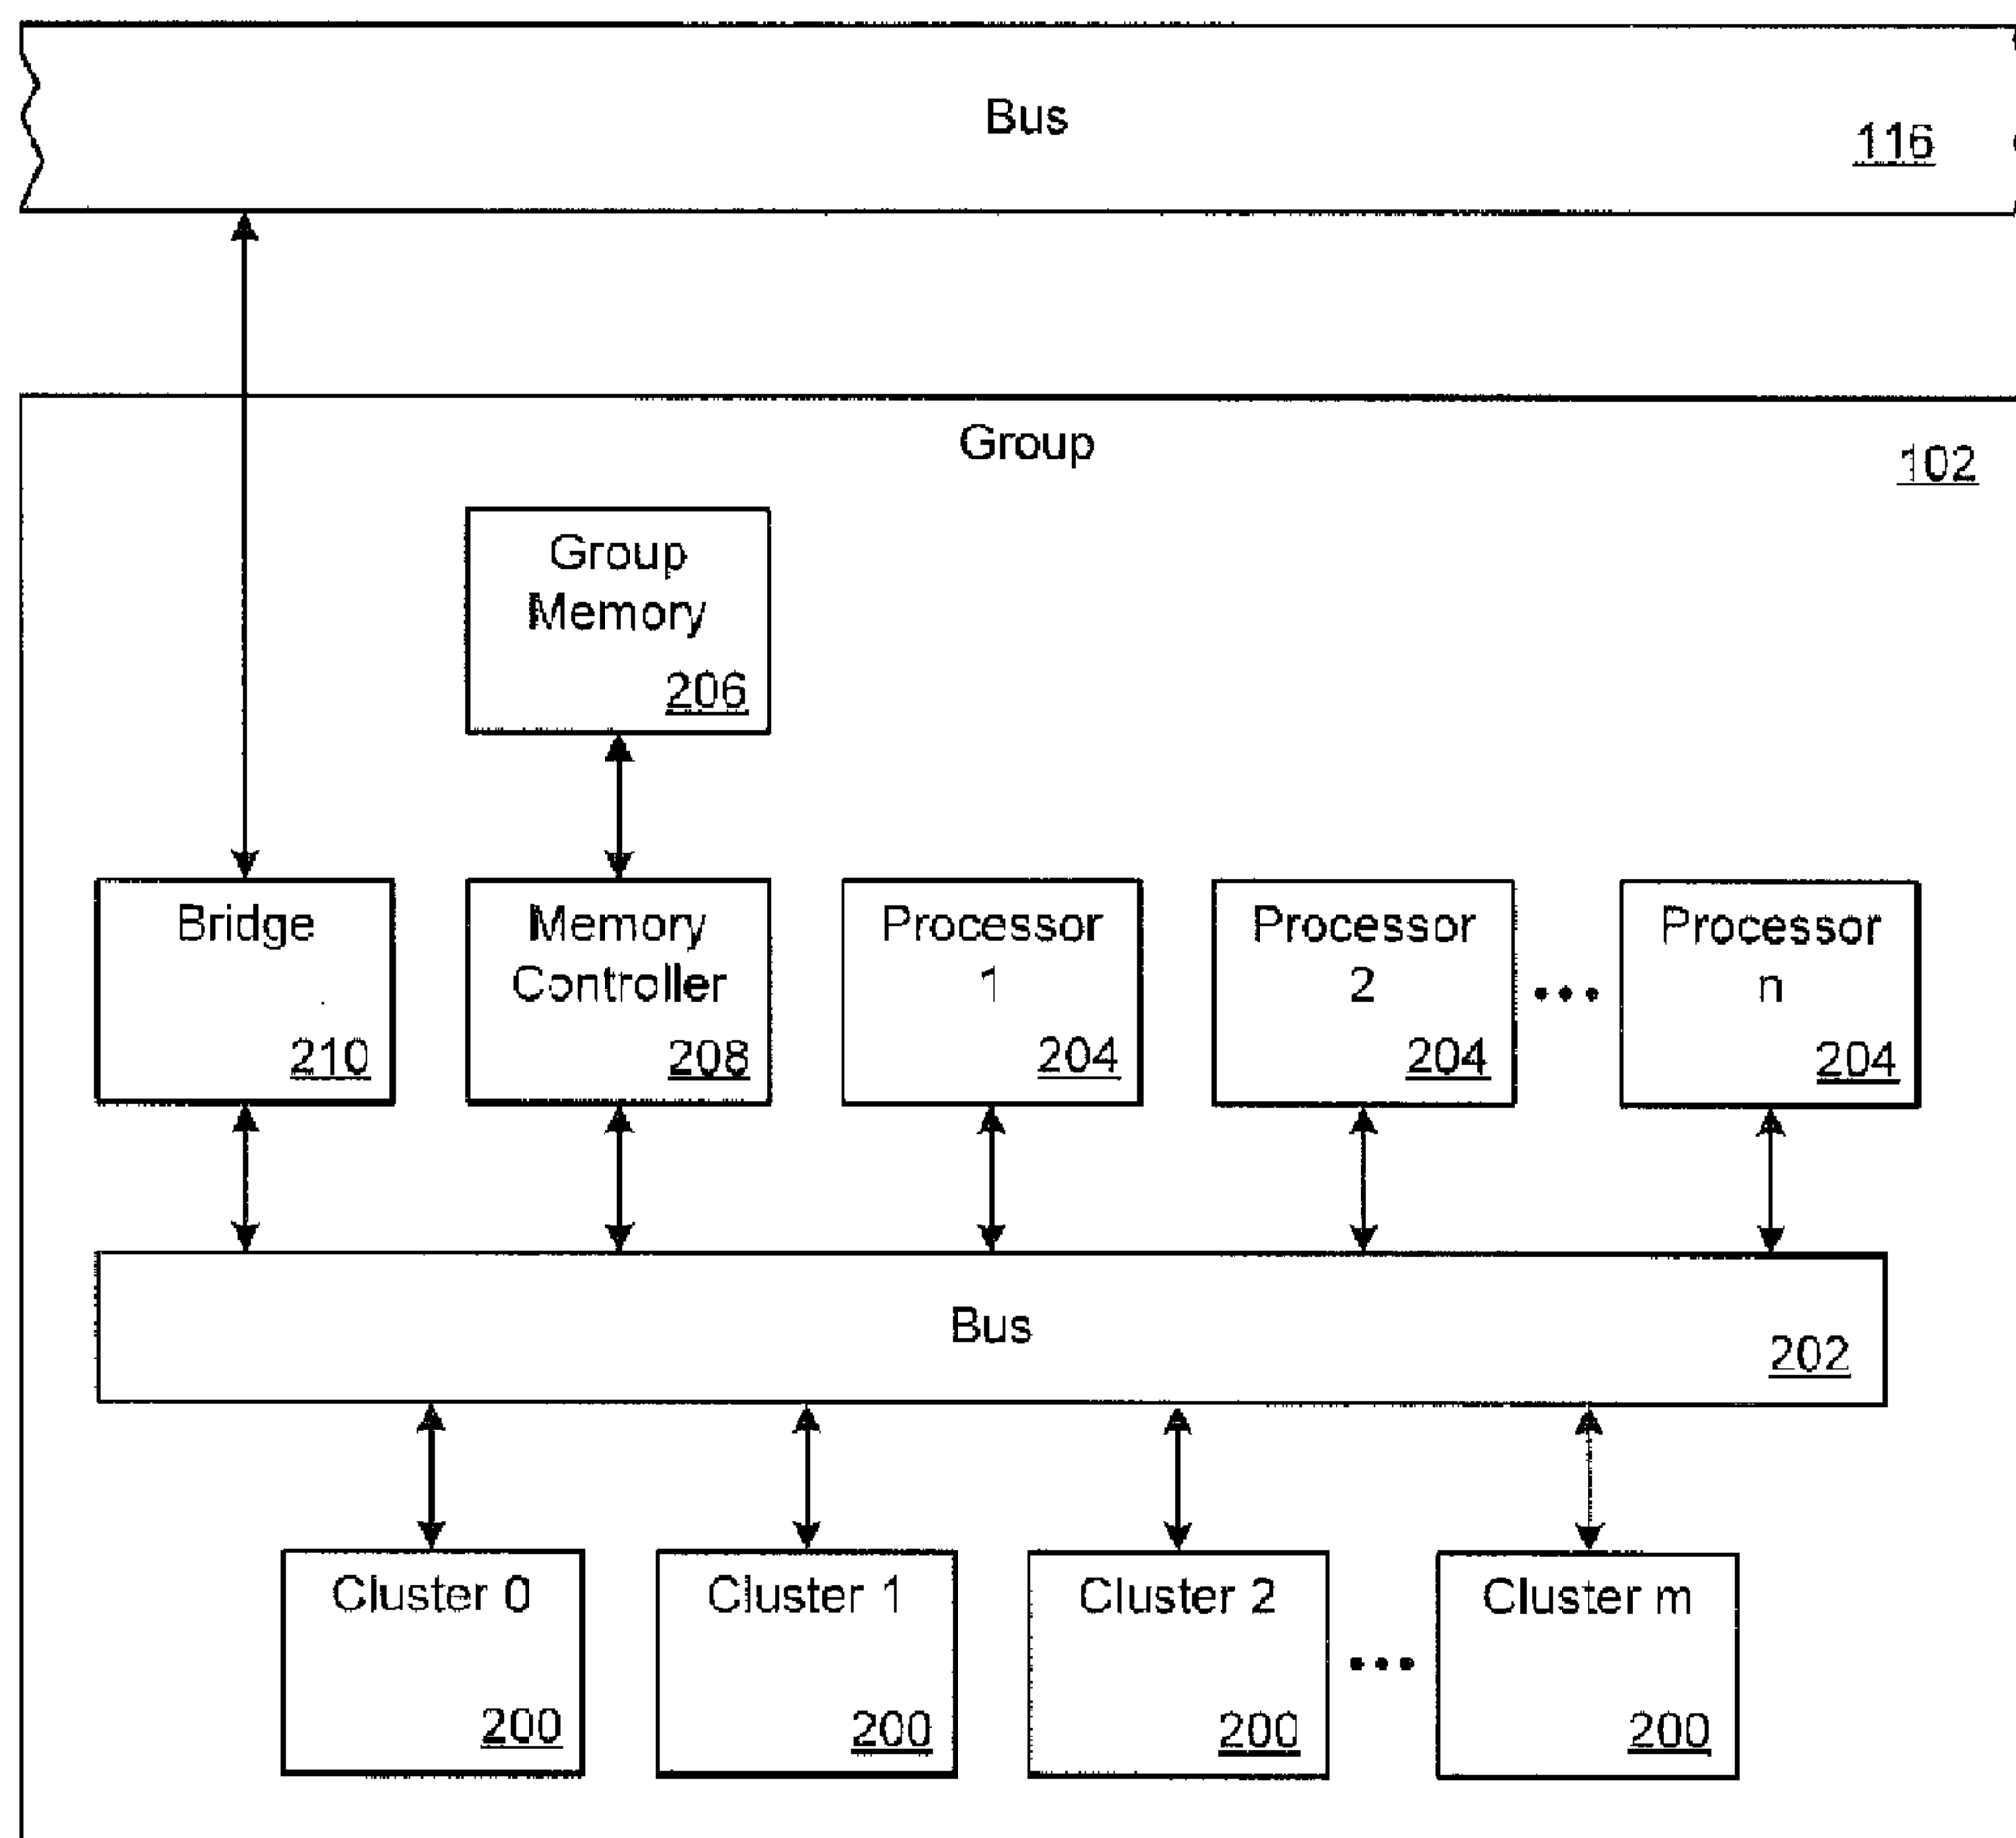 Bus
116
Group
102
Group
Memory
206
Bridge
210
Memory
Controller
208
Processor
1
204
Processor
2
204
Processor
n
204
Bus
202
Cluster 0
200
Cluster 1
200
Cluster 2
200
Cluster m
200